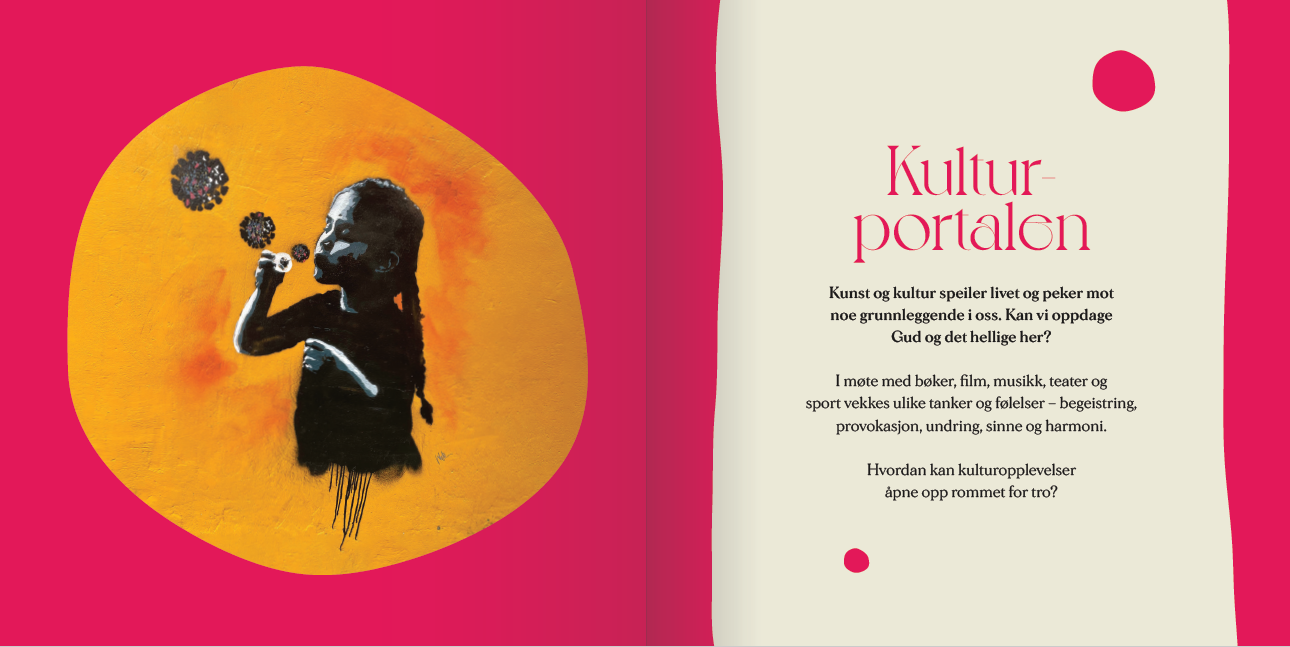 Kultur-
portalen
Kunst og kultur speiler livet og peker mot
noe grunnleggende i oss. Kan vi oppdage
Gud og det hellige her?
I møte med bøker, film, musikk, teater og
sport vekkes ulike tanker og følelser – begeistring,
provokasjon, undring, sinne og harmoni.
Hvordan kan kulturopplevelser
åpne opp rommet for tro?